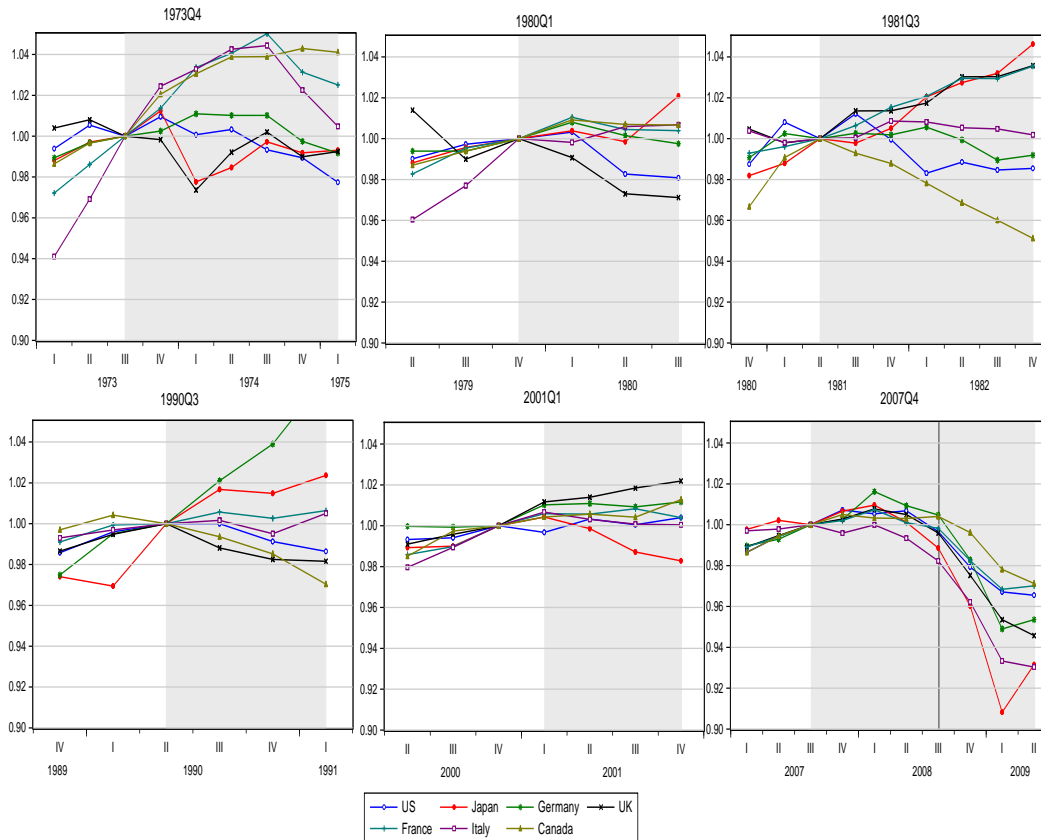 1973Q4
1.04
1.02
1.00
0.98
0.96
0.94
0.92
0.90
I II III IV I II III IV I
1973 1974 1975
1980Q1
1.04
1.02
1.00
0.98
0.96
0.94
0.92
0.90
II III IV I II III
1979 1980
1981Q3
1.04
1.02
1.00
0.98
0.96
0.94
0.92
0.90
IV I II III IV I II III IV
1980 1981 1982
1990Q3
1.04
1.02
1.00
0.98
0.96
0.94
0.92
0.90
IV I II III IV I
1989 1990 1991
2001Q1
1.04
1.02
1.00
0.98
0.96
0.94
0.92
0.90
II III IV I II III IV
2000 2001
2007Q4
1.04
1.02
1.00
0.98
0.96
0.94
0.92
0.90
I II III IV I II III IV I II
2007 2008 2009
US Japan Germany UK
France Italy Canada